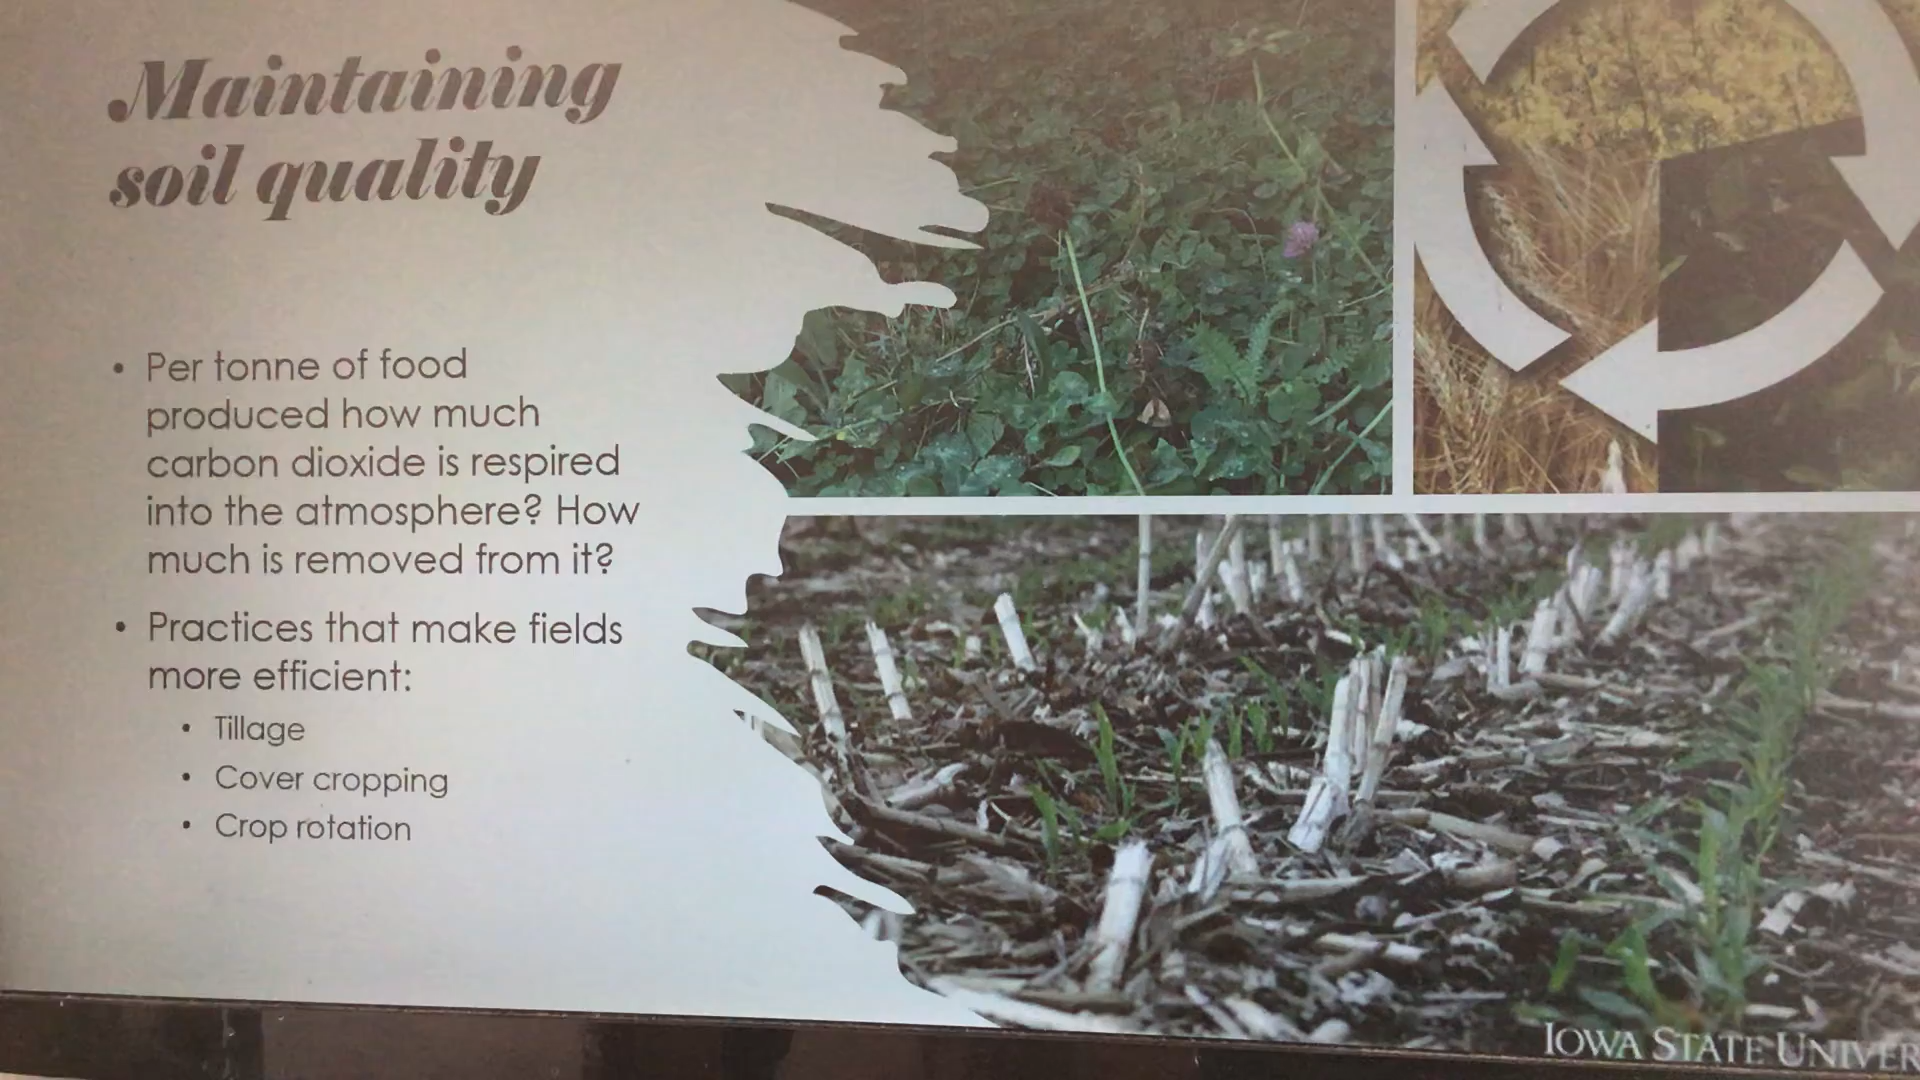 Maintaining
soil quality
• Per tonne of food
produced how much
carbon dioxide is respired
into the atmosphere? How
much is removed from it?
• Practices that make fields
more efficient:
• Tillage
• Cover cropping
• Crop rotation
IOWA STATE